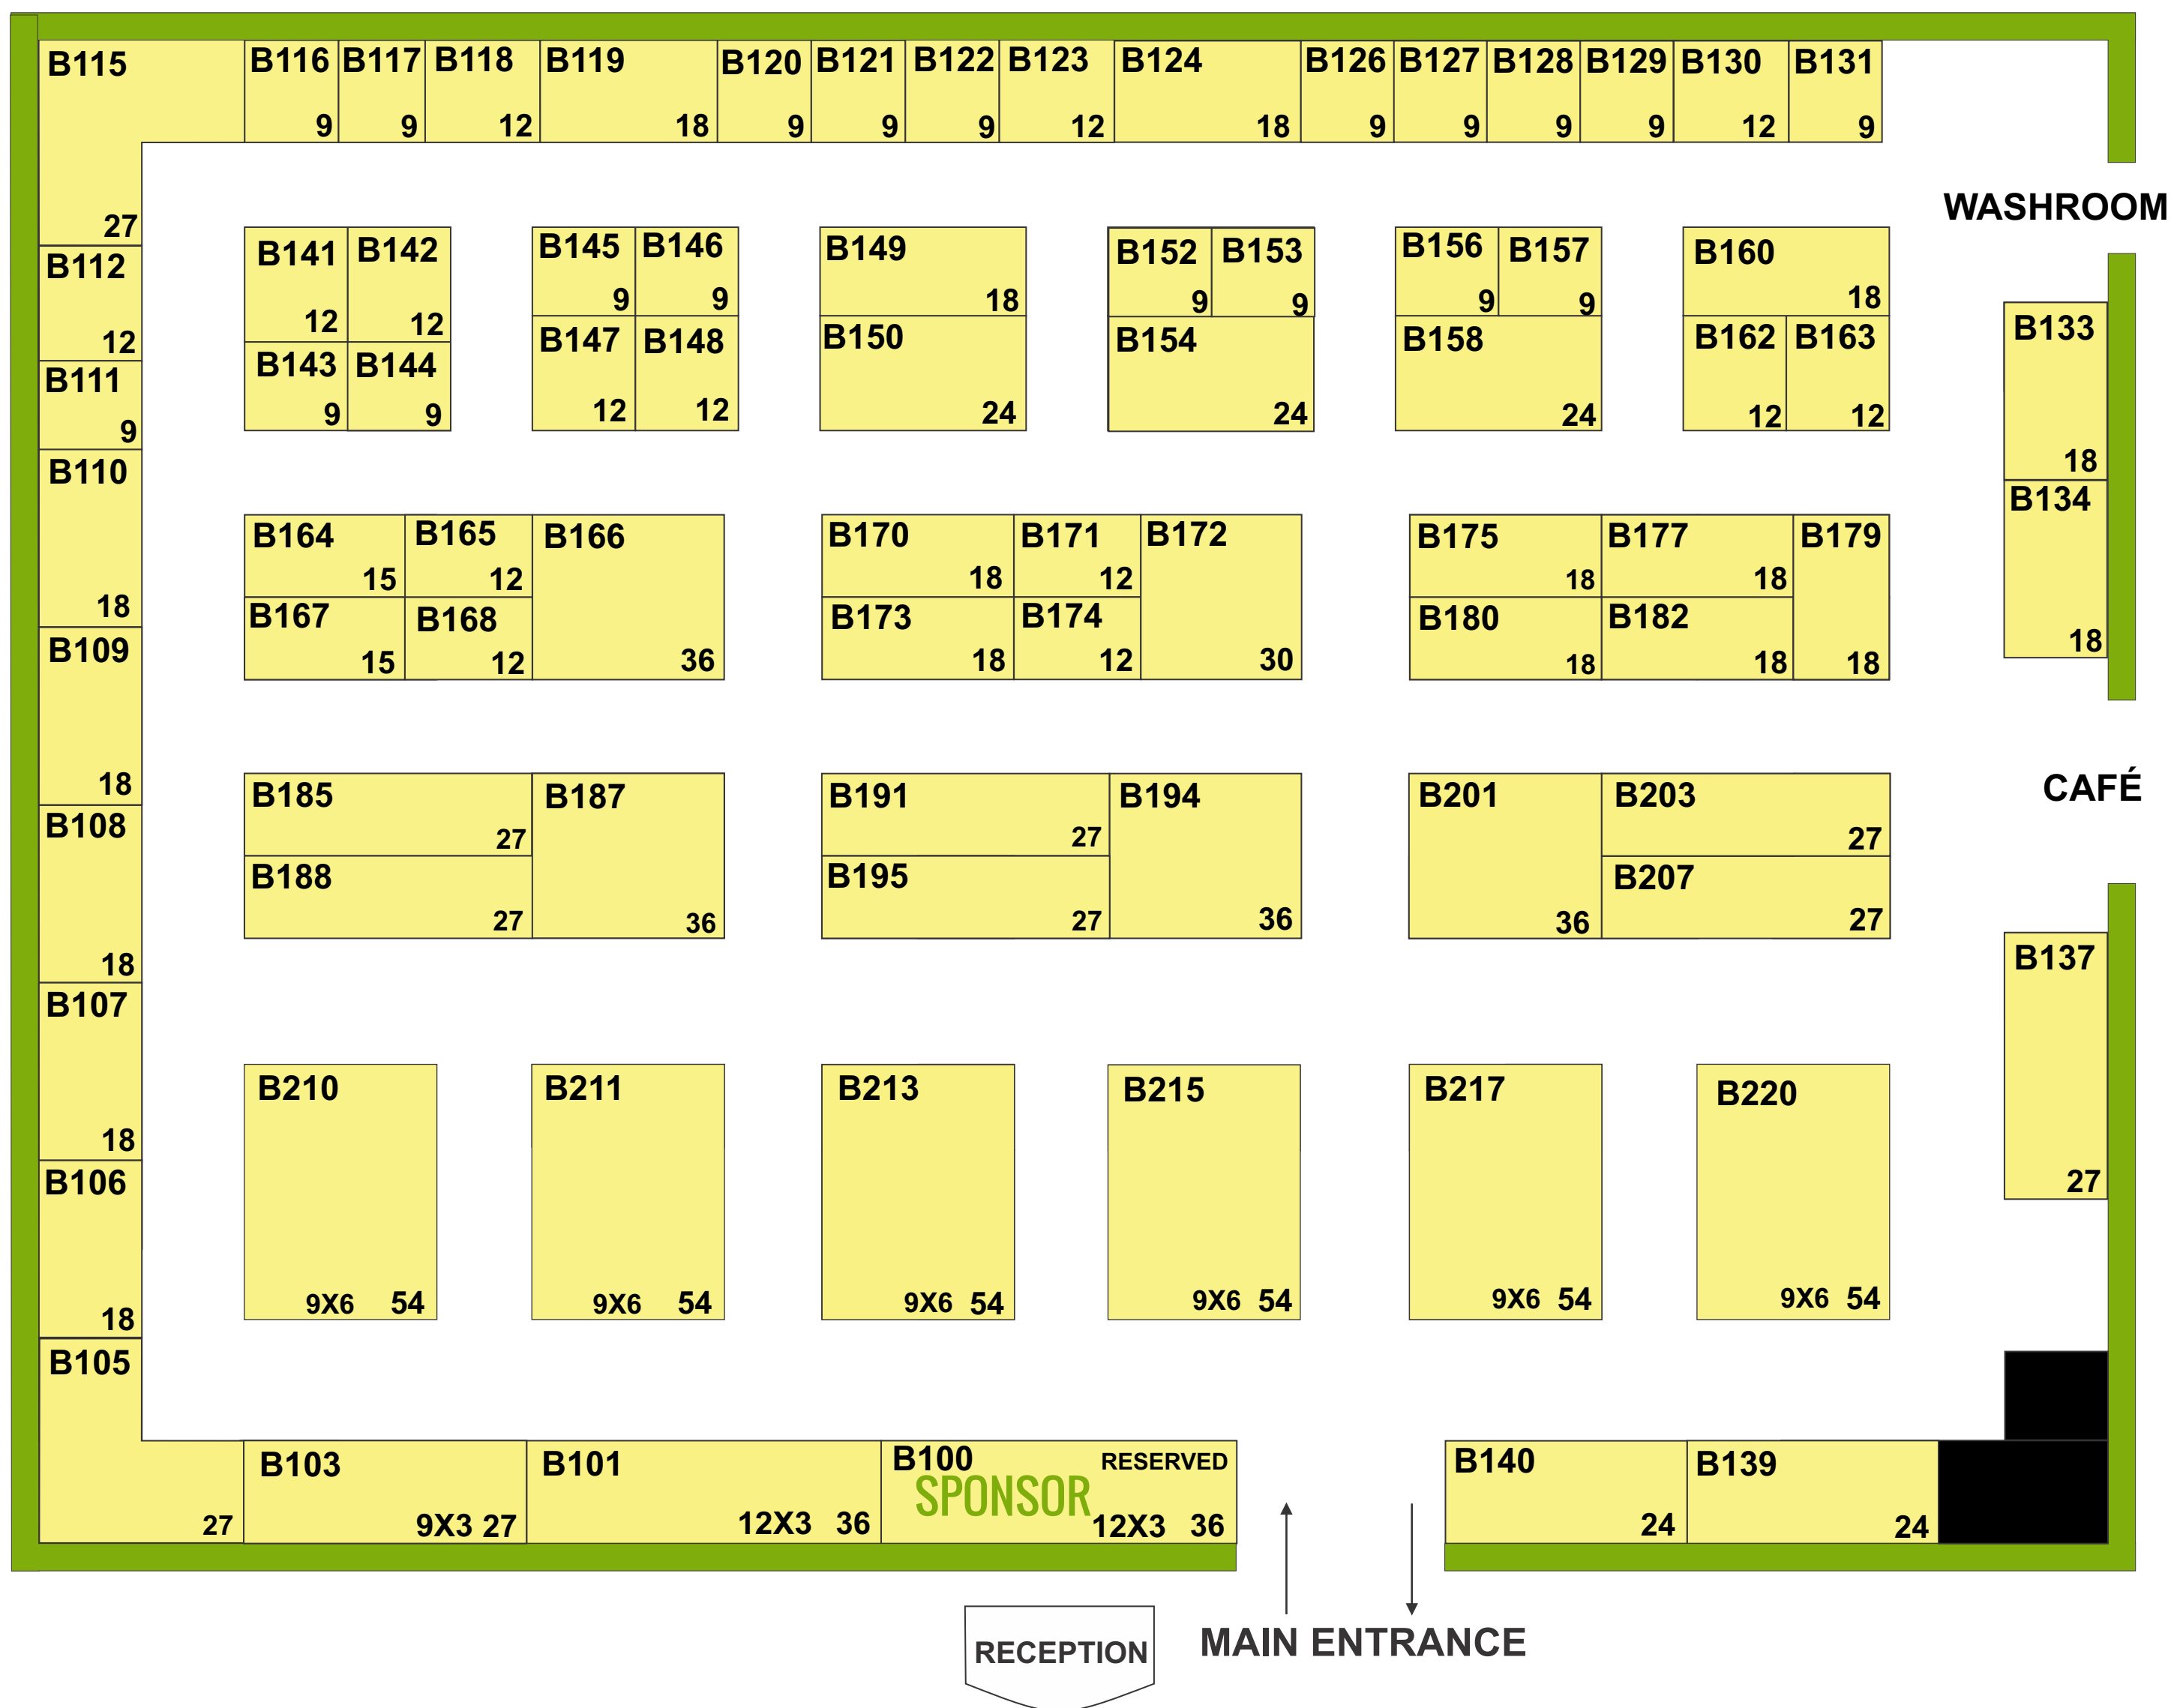 B115 B116 B117 B118 B119 B120 B121 B122 B123 B124 B126 B127 B128 B129 B130 B131
9 9 12 18 9 9 9 12 18 9 9 9 9 12 9
27
WASHROOM
B112
12
B111
9
B110
18
B109
18
B108
18
B107
18
B106
18
B105
27
B141 B142
12 12
B143 B144
9 9
B145 B146
9 9
B147 B148
12 12
B149
18
B150
24
B152 B153
9 9
B154
24
B156 B157
9 9
B158
24
B160
18
B162 B163
12 12
B133
18
B134
18
B164 B165 B166
15 12
B167 B168
15 12 36
B170 B171 B172
18 12
B173 B174
18 12 30
B175 B177 B179
18 18
B180 B182
18 18 18
CAFÉ
B185 B187
27
B188
27 36
B191 B194
27
B195
27 36
B201 B203
27
B207
36 27
B137
27
B210 B211 B213 B215 B217 B220
9X6 54 9X6 54 9X6 54 9X6 54 9X6 54 9X6 54
B103
9X3 27
B101
12X3 36
B100 RESERVED
SPONSOR
12X3 36
B140
24
B139
24
RECEPTION
MAIN ENTRANCE